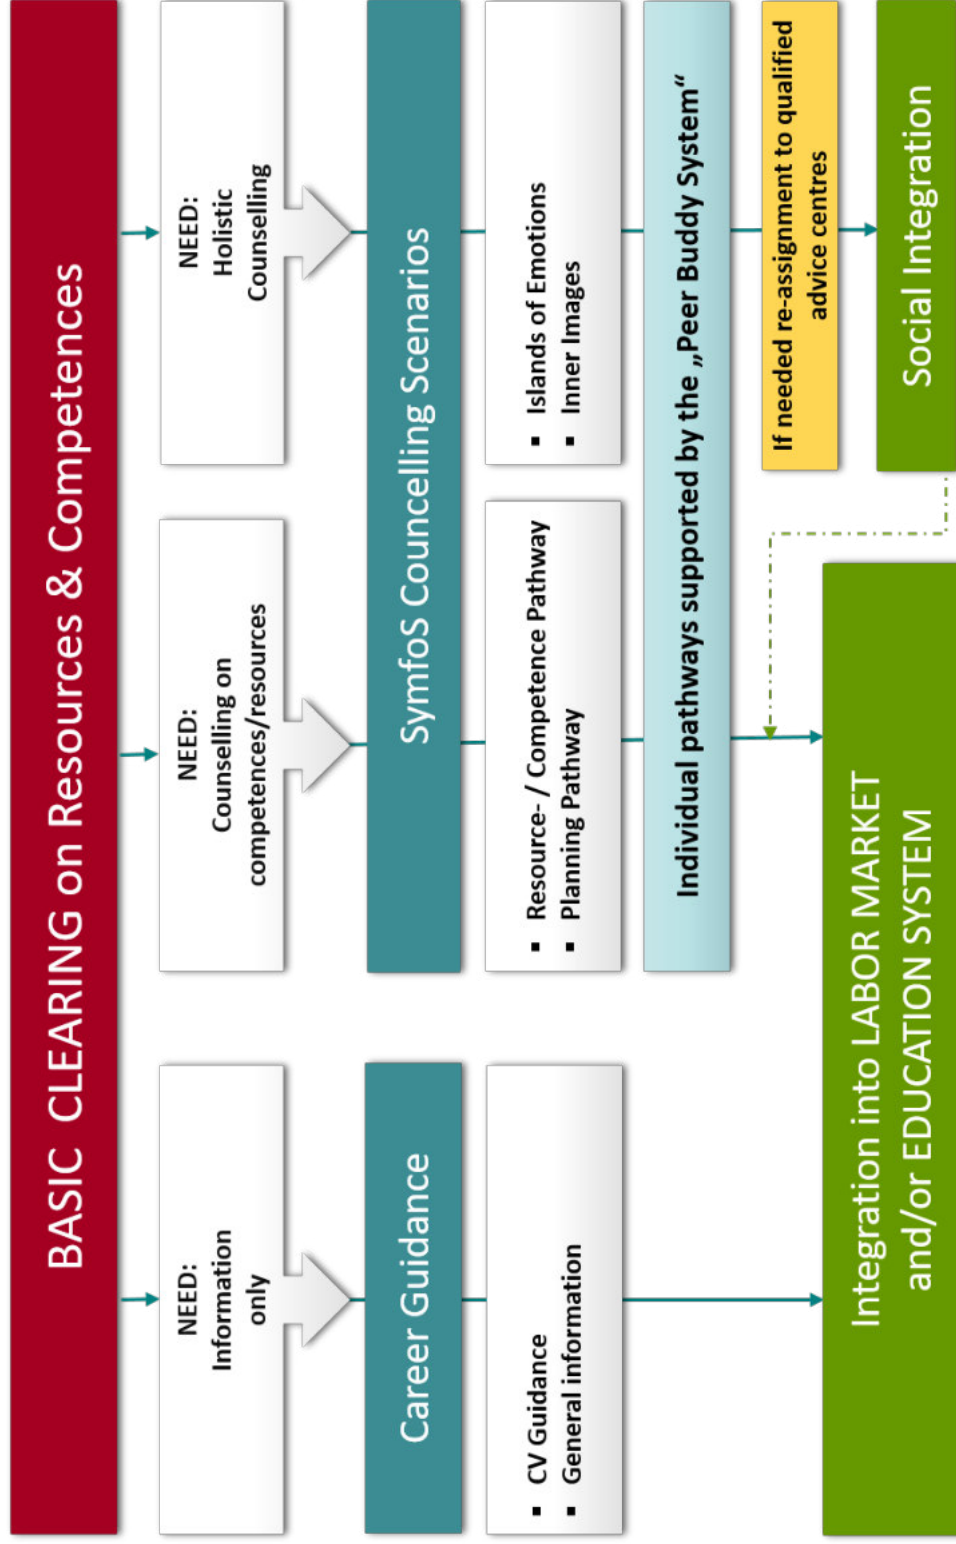 BASIC CLEARING on Resources & Competences
NEED:
Information
only
NEED:
Counselling on
competences/resources
NEED:
Holistic
Counselling
Career Guidance
SymfoS Councelling Scenarios
▪ CV Guidance
▪ General information
▪ Resource- / Competence Pathway
▪ Planning Pathway
▪ Islands of Emotions
▪ Inner Images
Individual pathways supported by the „Peer Buddy System“
If needed re-assignment to qualified
advice centres
Integration into LABOR MARKET
and/or EDUCATION SYSTEM
Social Integration